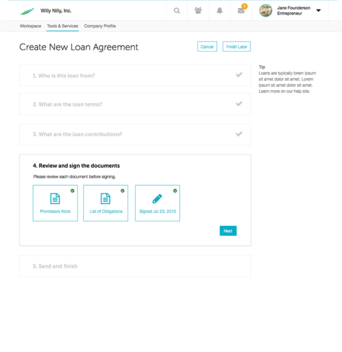 Willy Nilly, Inc.
Jane Founderson
Entrepreneur
Workspace Tools & Services Company Profile
Create New Loan Agreement
Cancel Finish Later
Tip
Loans are typically lorem ipsum
sit amet dolor sit amet. Lorem
ipsum sit amet dolor sit amet.
Learn more on our help site.
1. Who is this loan from?
2. What are the loan terms?
3. What are the loan contributions?
4. Review and sign the documents
Please review each document before signing.
Promissory Note List of Obligations Signed Jul 20, 2015
Next
5. Send and finish